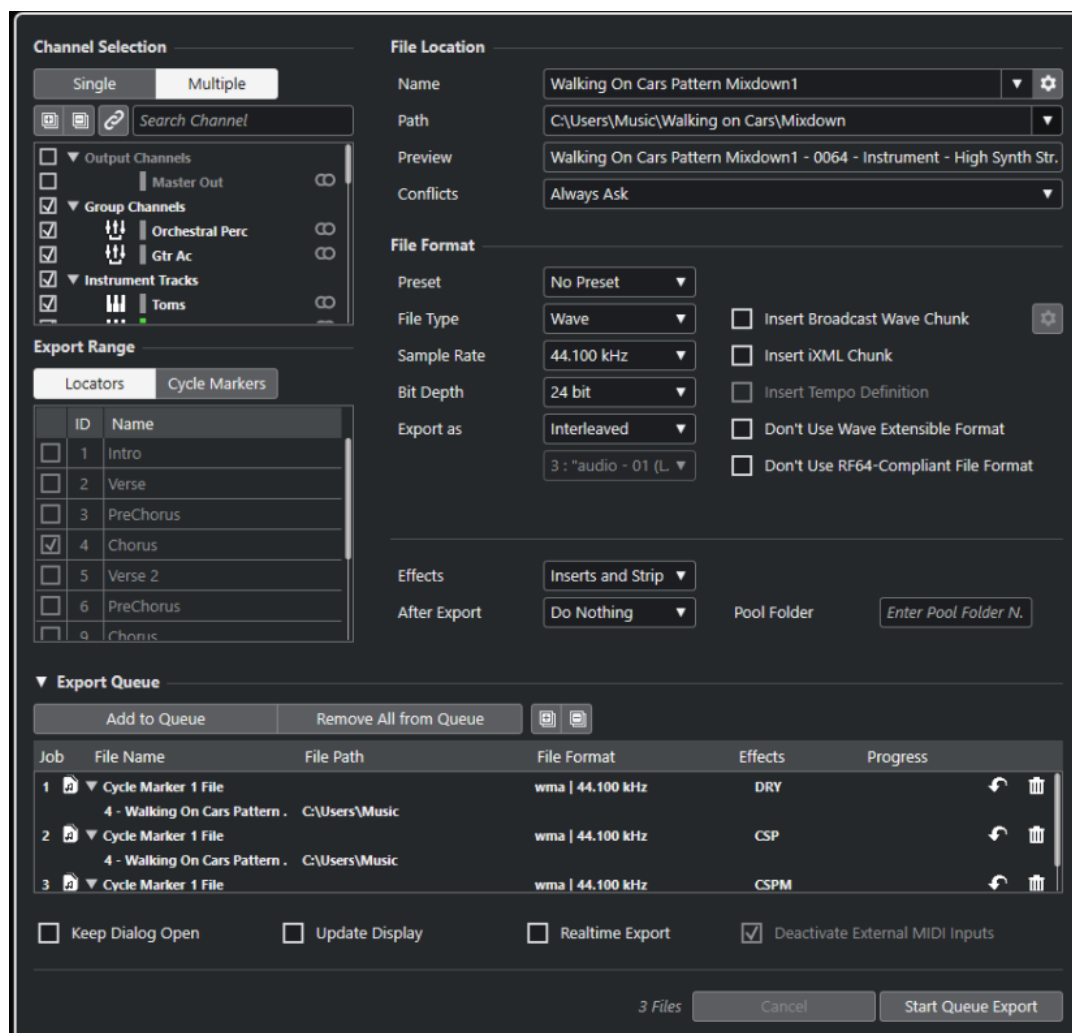 Channel Selection
Single Multiple
Search Channel
Output Channels
Master Out
Group Channels
Orchestral Perc
Gtr Ac
Instrument Tracks
Toms
Export Range
Locators Cycle Markers
ID Name
1 Intro
2 Verse
3 PreChorus
4 Chorus
5 Verse 2
6 PreChorus
9 Chorus
File Location
Name Walking On Cars Pattern Mixdown1
Path C:\Users\Music\Walking on Cars\Mixdown
Preview Walking On Cars Pattern Mixdown1 - 0064 - Instrument - High Synth Str.
Conflicts Always Ask
File Format
Preset No Preset
File Type Wave Insert Broadcast Wave Chunk
Sample Rate 44.100 kHz Insert iXML Chunk
Bit Depth 24 bit Insert Tempo Definition
Export as Interleaved Don't Use Wave Extensible Format
3 : "audio - 01 (L. Don't Use RF64-Compliant File Format
Effects Inserts and Strip
After Export Do Nothing Pool Folder Enter Pool Folder N.
Export Queue
Add to Queue Remove All from Queue
Job File Name File Path File Format Effects Progress
1 Cycle Marker 1 File wma | 44.100 kHz DRY
4 - Walking On Cars Pattern . C:\Users\Music
2 Cycle Marker 1 File wma | 44.100 kHz CSP
4 - Walking On Cars Pattern . C:\Users\Music
3 Cycle Marker 1 File wma | 44.100 kHz CSPM
Keep Dialog Open Update Display Realtime Export Deactivate External MIDI Inputs
3 Files Cancel Start Queue Export